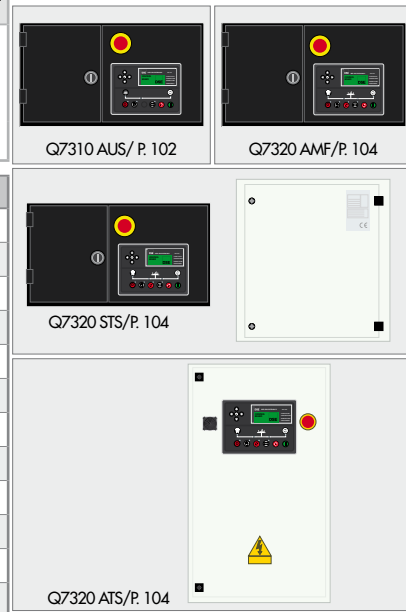 Q7310 AUS/ P. 102
Q7320 AMF/P. 104
Q7320 STS/P. 104
CE
Q7320 ATS/P. 104